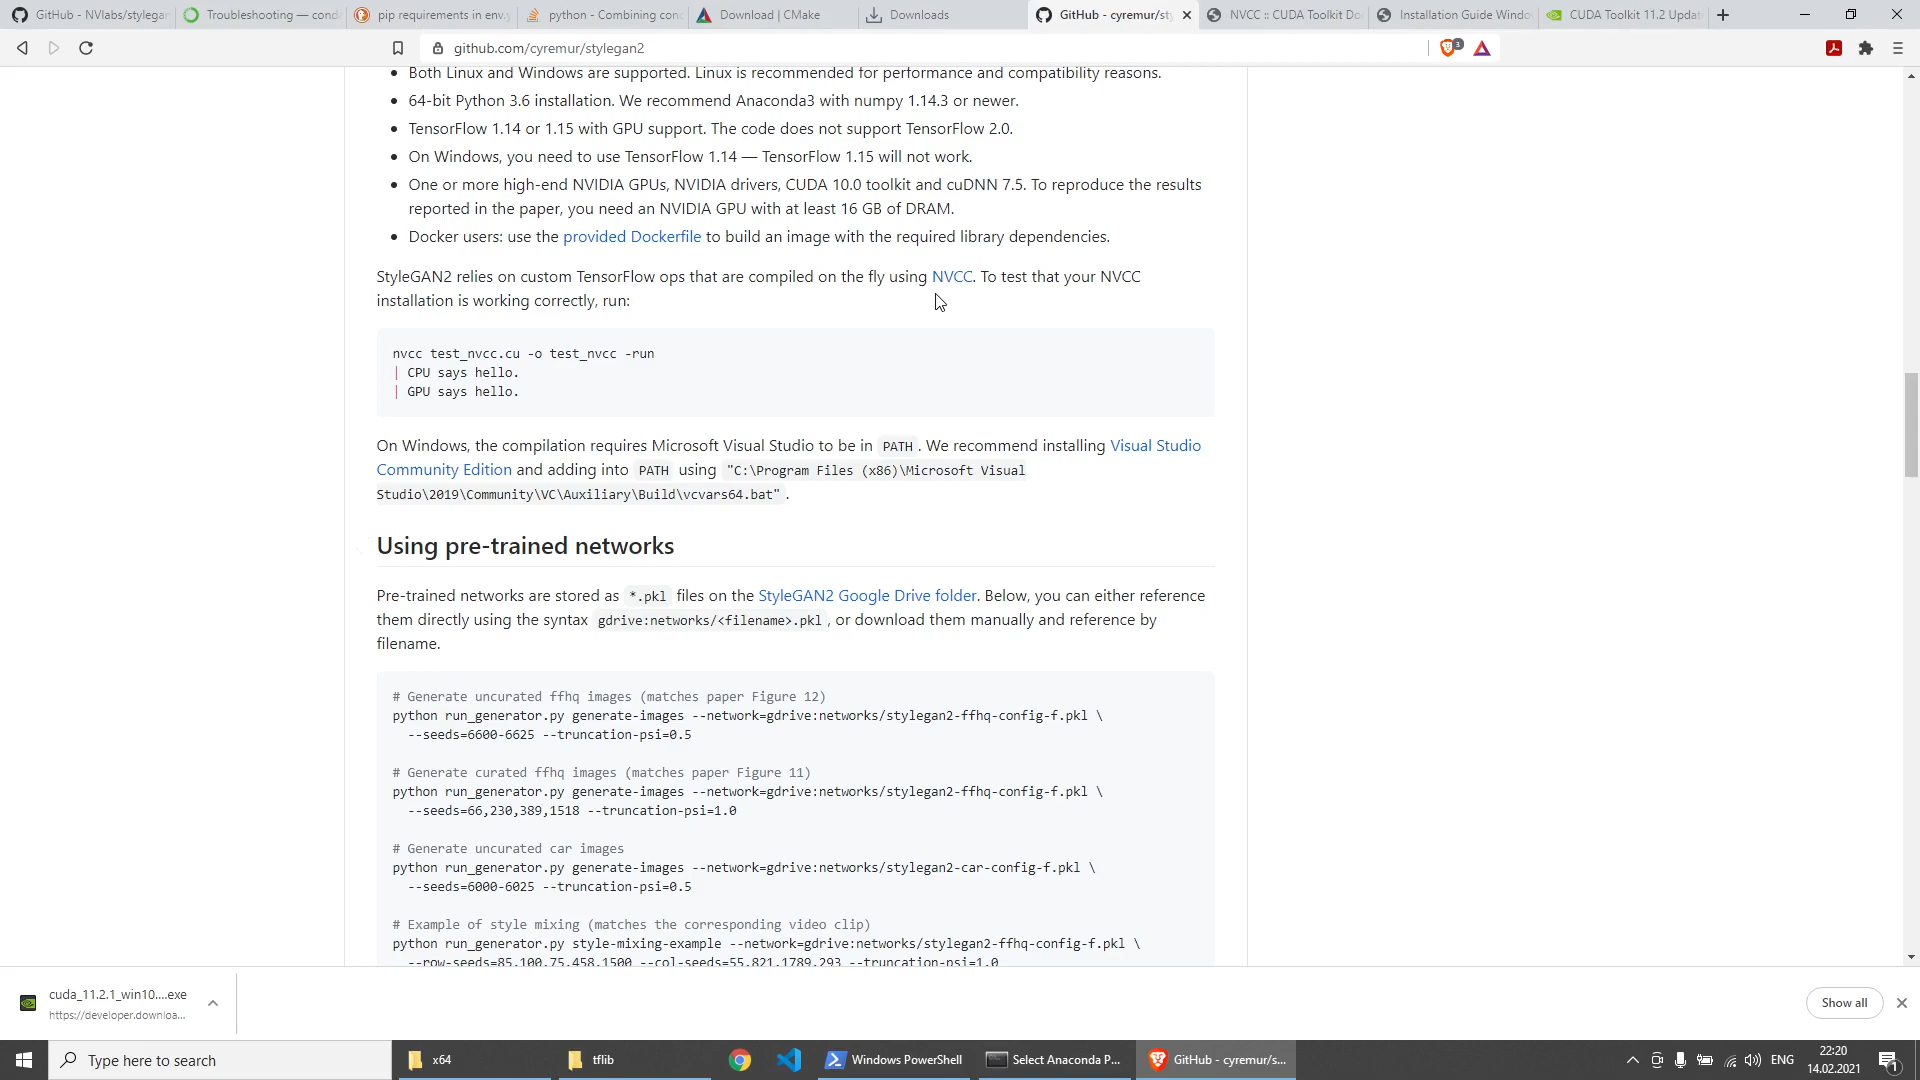 GitHub - NVlabs/stylegan
Troubleshooting — conda
pip requirements in env.y
python - Combining con
Download | CMake
Downloads
GitHub - cyremur/sty
NVCC :: CUDA Toolkit Do
Installation Guide Windo
CUDA Toolkit 11.2 Updat
github.com/cyremur/stylegan2
3
Both Linux and Windows are supported. Linux is recommended for performance and compatibility reasons.
64-bit Python 3.6 installation. We recommend Anaconda3 with numpy 1.14.3 or newer.
TensorFlow 1.14 or 1.15 with GPU support. The code does not support TensorFlow 2.0.
On Windows, you need to use TensorFlow 1.14 — TensorFlow 1.15 will not work.
One or more high-end NVIDIA GPUs, NVIDIA drivers, CUDA 10.0 toolkit and cuDNN 7.5. To reproduce the results
reported in the paper, you need an NVIDIA GPU with at least 16 GB of DRAM.
Docker users: use the provided Dockerfile to build an image with the required library dependencies.
StyleGAN2 relies on custom TensorFlow ops that are compiled on the fly using NVCC. To test that your NVCC
installation is working correctly, run:
nvcc test_nvcc.cu -o test_nvcc -run
| CPU says hello.
| GPU says hello.
On Windows, the compilation requires Microsoft Visual Studio to be in PATH. We recommend installing Visual Studio
Community Edition and adding into PATH using "C:\Program Files (x86)\Microsoft Visual
Studio\2019\Community\VC\Auxiliary\Build\vcvars64.bat".
Using pre-trained networks
Pre-trained networks are stored as *.pkl files on the StyleGAN2 Google Drive folder. Below, you can either reference
them directly using the syntax gdrive:networks/<filename>.pkl, or download them manually and reference by
filename.
# Generate uncurated ffhq images (matches paper Figure 12)
python run_generator.py generate-images --network=gdrive:networks/stylegan2-ffhq-config-f.pkl \
--seeds=6600-6625 --truncation-psi=0.5
# Generate curated ffhq images (matches paper Figure 11)
python run_generator.py generate-images --network=gdrive:networks/stylegan2-ffhq-config-f.pkl \
--seeds=66,230,389,1518 --truncation-psi=1.0
# Generate uncurated car images
python run_generator.py generate-images --network=gdrive:networks/stylegan2-car-config-f.pkl \
--seeds=6000-6025 --truncation-psi=0.5
# Example of style mixing (matches the corresponding video clip)
python run_generator.py style-mixing-example --network=gdrive:networks/stylegan2-ffhq-config-f.pkl \
--row-seeds=85,100,75,458,1500 --col-seeds=55,821,1789,293 --truncation-psi=1.0
cuda_11.2.1_win10....exe
https://developer.downloa...
Show all
Type here to search
x64
tflib
Windows PowerShell
Select Anaconda P...
GitHub - cyremur/s...
ENG
22:20
14.02.2021
1